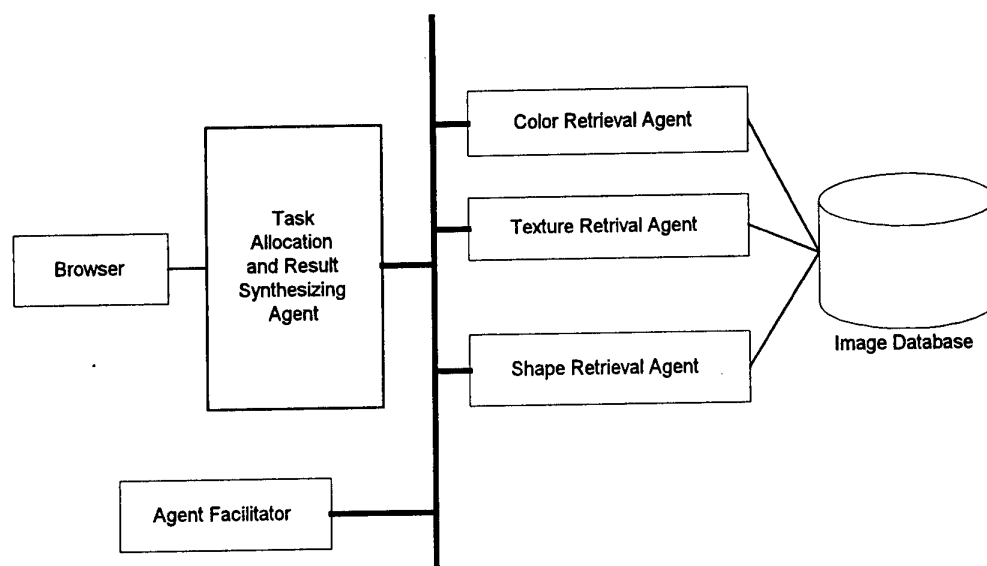 Color Retrieval Agent
Task
Allocation
and Result
Synthesizing
Agent
Texture Retrival Agent
Browser
Image Database
Shape Retrieval Agent
Agent Facilitator